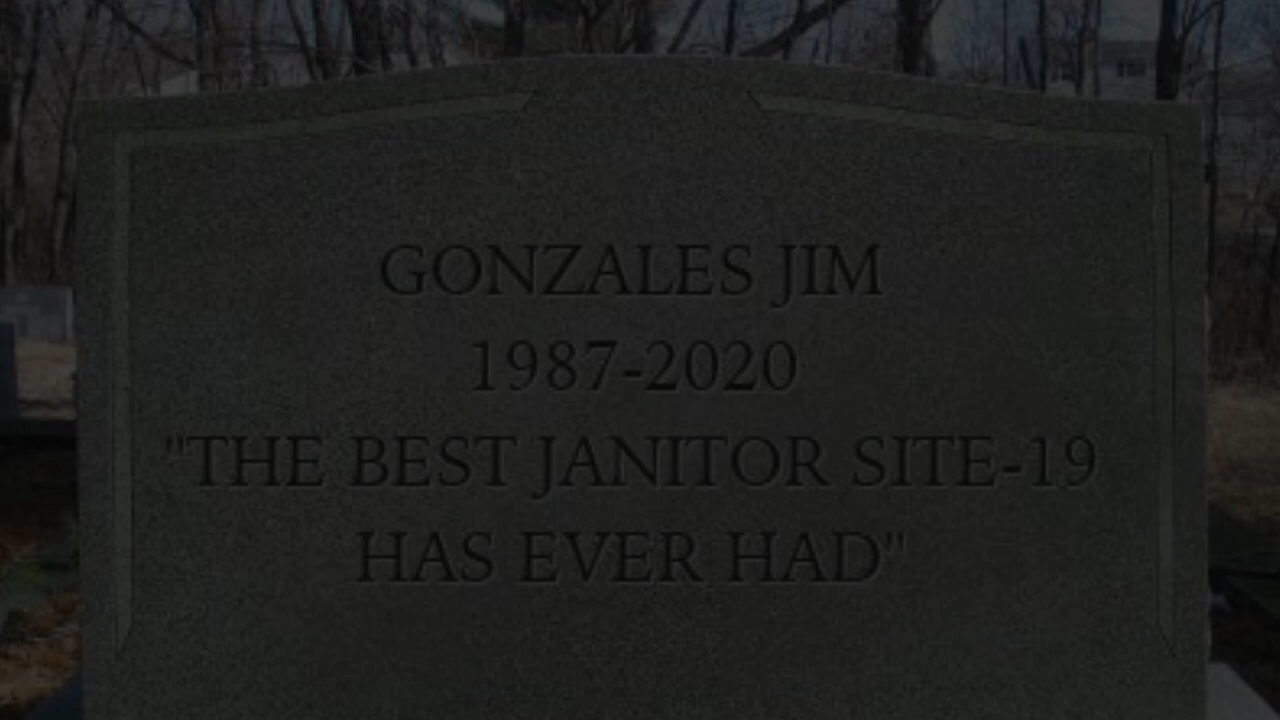 GONZALES JIM
1987-2020
"THE BEST JANITOR SITE-19
HAS EVER HAD"